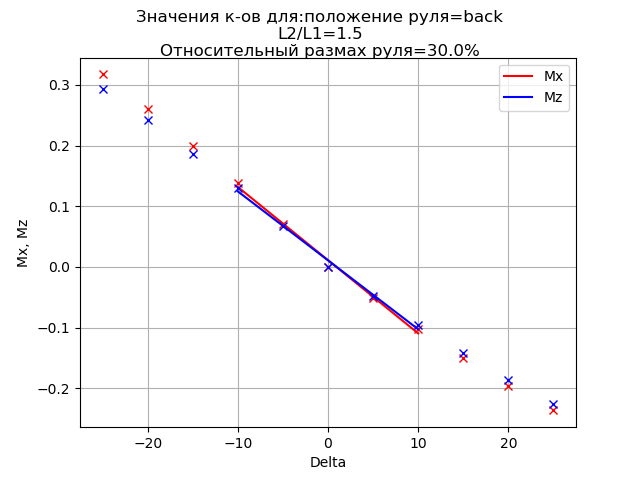 Значения к-ов для:положение руля=back
L2/L1=1.5
Относительный размах руля=30.0%
Mx
Mz
0.3
0.2
0.1
0.0
−0.1
−0.2
Mx, Mz
−20
−10
0
10
20
Delta